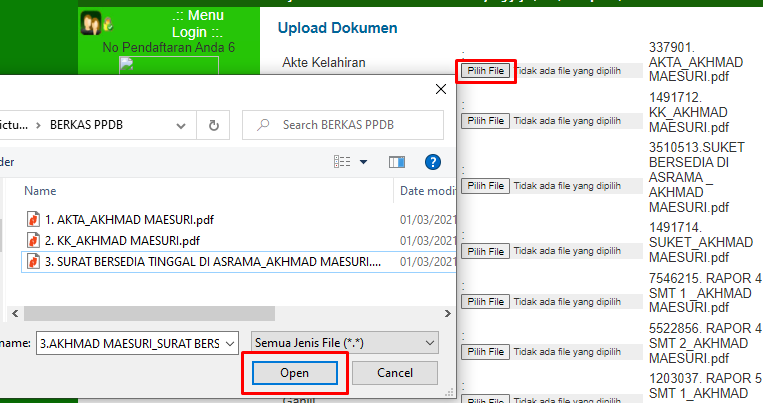 .:: Menu
Login ::.
No Pendaftaran Anda 6
Upload Dokumen
Akte Kelahiran
:
Pilih File Tidak ada file yang dipilih
337901.
AKTA_AKHMAD
MAESURI.pdf
:
Pilih File Tidak ada file yang dipilih
1491712.
KK_AKHMAD
MAESURI.pdf
:
Pilih File Tidak ada file yang dipilih
3510513.SUKET
BERSEDIA DI
ASRAMA _
AKHMAD
MAESURI.pdf
:
Pilih File Tidak ada file yang dipilih
1491714.
SUKET_AKHMAD
MAESURI.pdf
:
Pilih File Tidak ada file yang dipilih
7546215. RAPOR 4
SMT 1 _AKHMAD
MAESURI.pdf
:
Pilih File Tidak ada file yang dipilih
5522856. RAPOR 4
SMT 2_AKHMAD
MAESURI.pdf
:
Pilih File Tidak ada file yang dipilih
1203037. RAPOR 5
SMT 1_AKHMAD
ictu... > BERKAS PPDB
Search BERKAS PPDB
der
Name
Date modif
1. AKTA_AKHMAD MAESURI.pdf 01/03/2021
2. KK_AKHMAD MAESURI.pdf 01/03/2021
3. SURAT BERSEDIA TINGGAL DI ASRAMA_AKHMAD MAESURI.... 01/03/2021
name: 3.AKHMAD MAESURI_SURAT BERS
Semua Jenis File (*.*)
Open
Cancel